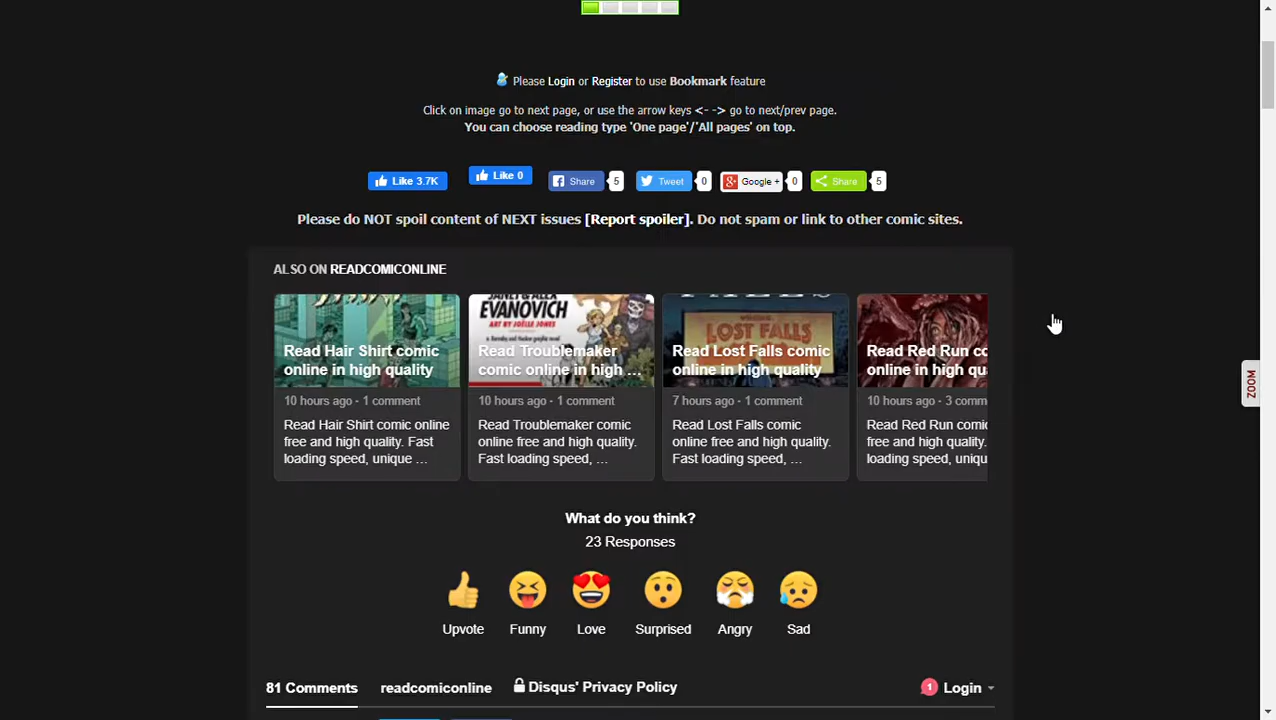 Please Login or Register to use Bookmark feature
Click on image go to next page, or use the arrow keys <- -> go to next/prev page.
You can choose reading type 'One page'/'All pages' on top.
Like 3.7K
Like 0
Share 5
Tweet 0
Google + 0
Share 5
Please do NOT spoil content of NEXT issues [Report spoiler]. Do not spam or link to other comic sites.
ALSO ON READCOMICONLINE
EVANOVICH
ART BY JOËLLE JONES
LOST FALLS
Read Hair Shirt comic
online in high quality
10 hours ago · 1 comment
Read Hair Shirt comic online
free and high quality. Fast
loading speed, unique ...
Read Troublemaker
comic online in high ...
10 hours ago · 1 comment
Read Troublemaker comic
online free and high quality.
Fast loading speed, ...
Read Lost Falls comic
online in high quality
7 hours ago · 1 comment
Read Lost Falls comic
online free and high quality.
Fast loading speed, ...
Read Red Run co
online in high qua
10 hours ago · 3 comm
Read Red Run comic
free and high quality.
loading speed, uniqu
ZOOM
What do you think?
23 Responses
Upvote
Funny
Love
Surprised
Angry
Sad
81 Comments
readcomiconline
Disqus' Privacy Policy
1
Login